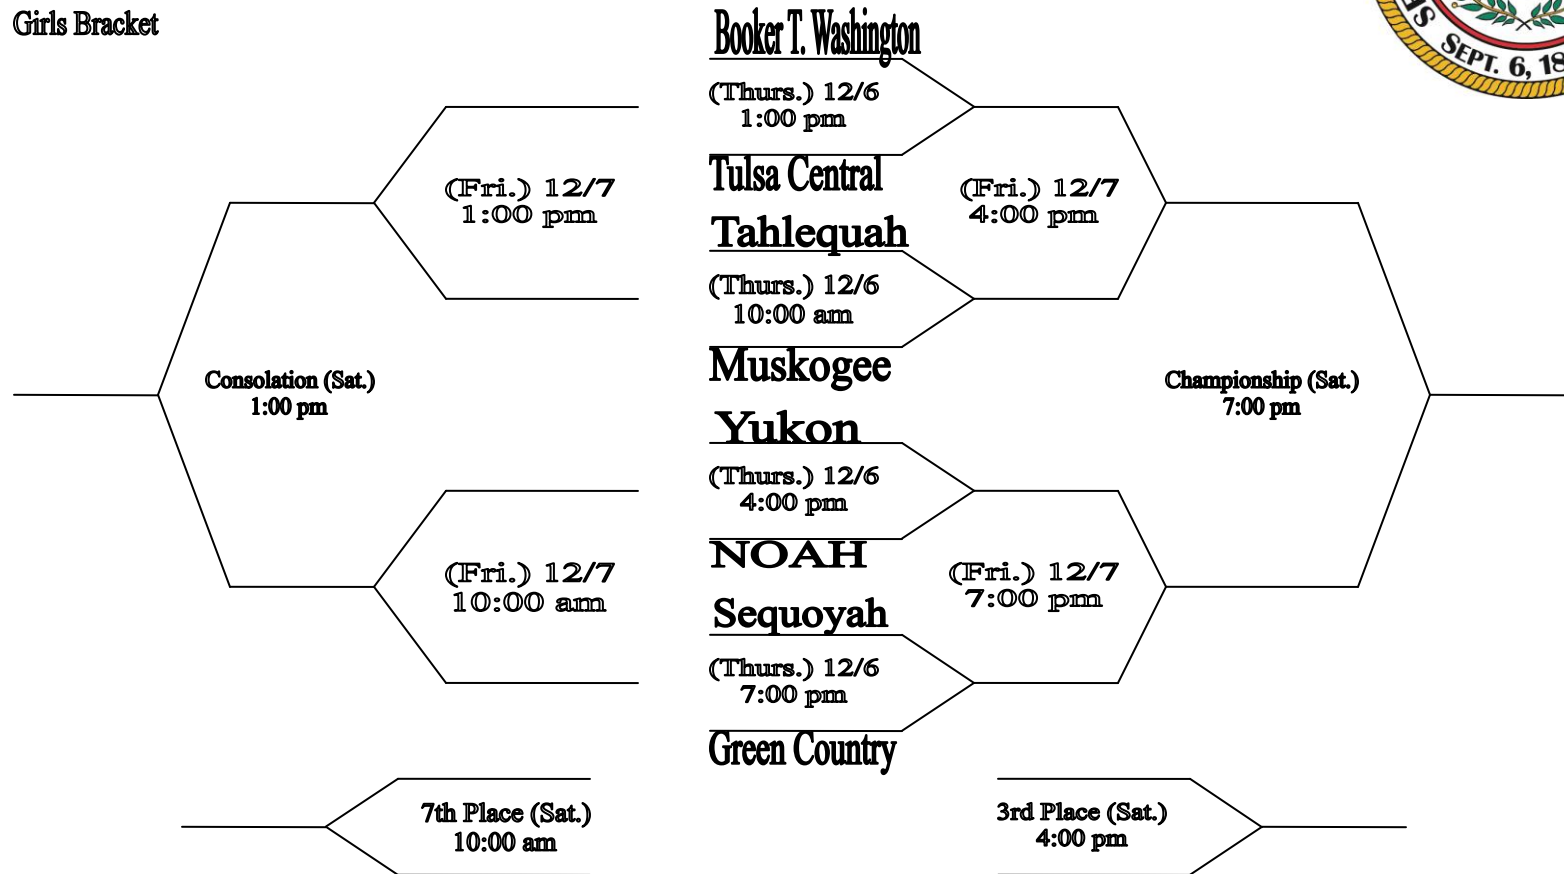 Girls Bracket
Booker T. Washington
(Thurs.) 12/6
1:00 pm
Tulsa Central
(Fri.) 12/7
1:00 pm
(Fri.) 12/7
4:00 pm
Tahlequah
(Thurs.) 12/6
10:00 am
Muskogee
Consolation (Sat.)
1:00 pm
Championship (Sat.)
7:00 pm
Yukon
(Thurs.) 12/6
4:00 pm
NOAH
(Fri.) 12/7
10:00 am
(Fri.) 12/7
7:00 pm
Sequoyah
(Thurs.) 12/6
7:00 pm
Green Country
7th Place (Sat.)
10:00 am
3rd Place (Sat.)
4:00 pm
SEPT. 6, 18